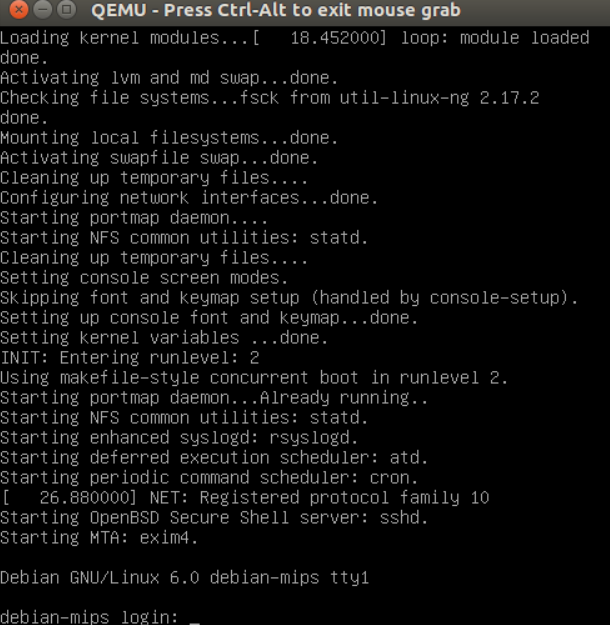 QEMU - Press Ctrl-Alt to exit mouse grab
Loading kernel modules...[   18.452000] loop: module loaded
done.
Activating lvm and md swap...done.
Checking file systems...fsck from util-linux-ng 2.17.2
done.
Mounting local filesystems...done.
Activating swapfile swap...done.
Cleaning up temporary files....
Configuring network interfaces...done.
Starting portmap daemon....
Starting NFS common utilities: statd.
Cleaning up temporary files....
Setting console screen modes.
Skipping font and keymap setup (handled by console-setup).
Setting up console font and keymap...done.
Setting kernel variables ...done.
INIT: Entering runlevel: 2
Using makefile-style concurrent boot in runlevel 2.
Starting portmap daemon...Already running..
Starting NFS common utilities: statd.
Starting enhanced syslogd: rsyslogd.
Starting deferred execution scheduler: atd.
Starting periodic command scheduler: cron.
[   26.880000] NET: Registered protocol family 10
Starting OpenBSD Secure Shell server: sshd.
Starting MTA: exim4.
Debian GNU/Linux 6.0 debian-mips tty1
debian-mips login: _